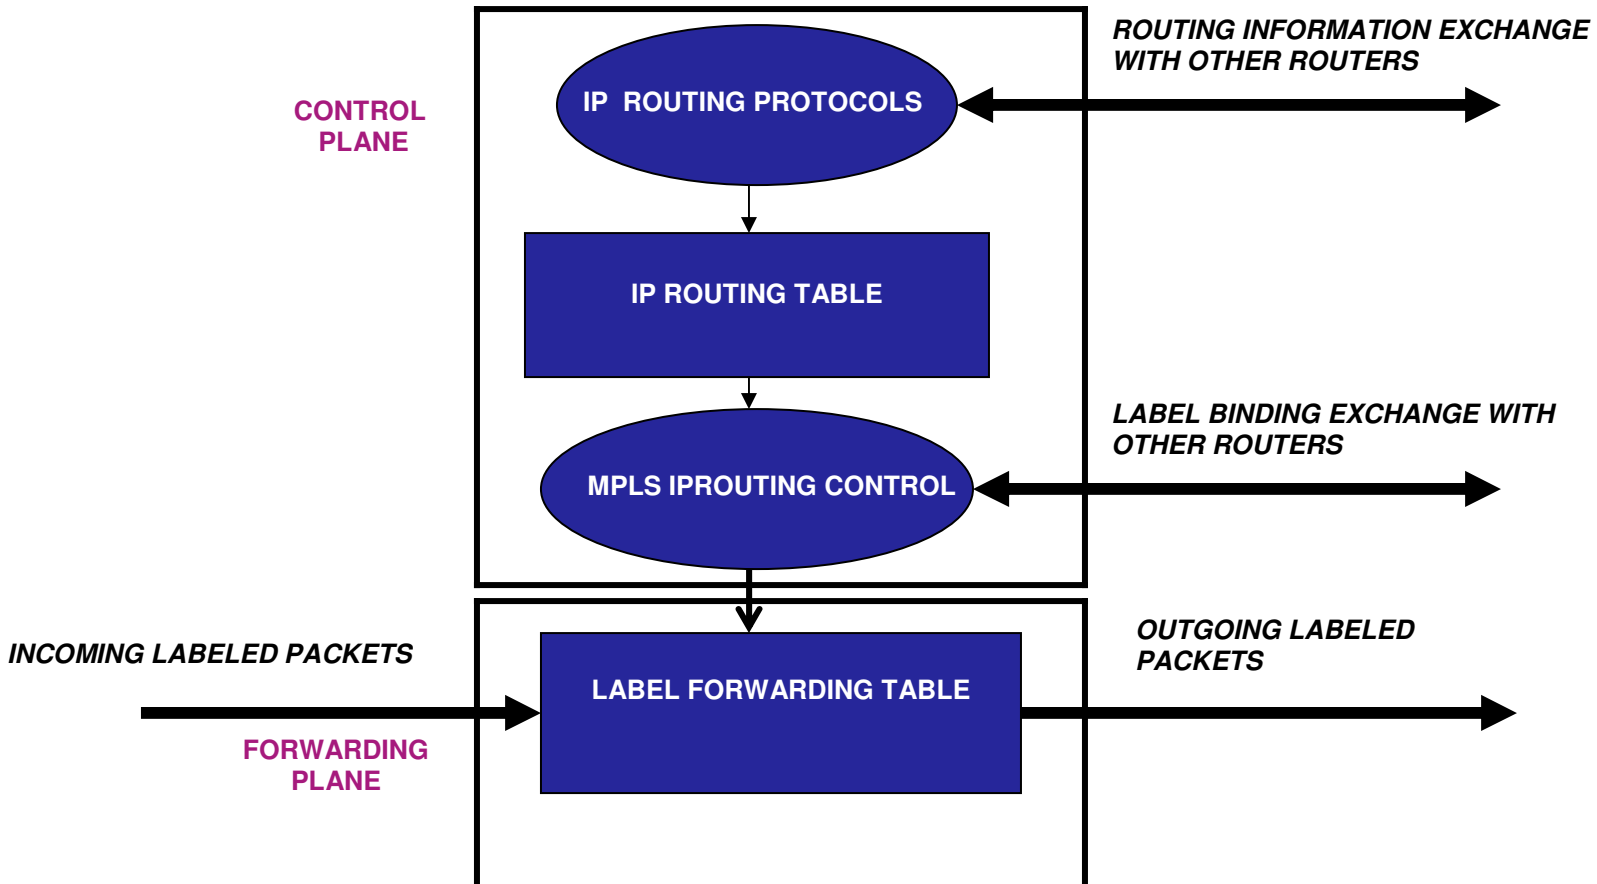 ROUTING INFORMATION EXCHANGE
WITH OTHER ROUTERS
IP ROUTING PROTOCOLS
CONTROL
PLANE
IP ROUTING TABLE
LABEL BINDING EXCHANGE WITH
OTHER ROUTERS
MPLS IPROUTING CONTROL
INCOMING LABELED PACKETS
OUTGOING LABELED
PACKETS
LABEL FORWARDING TABLE
FORWARDING
PLANE